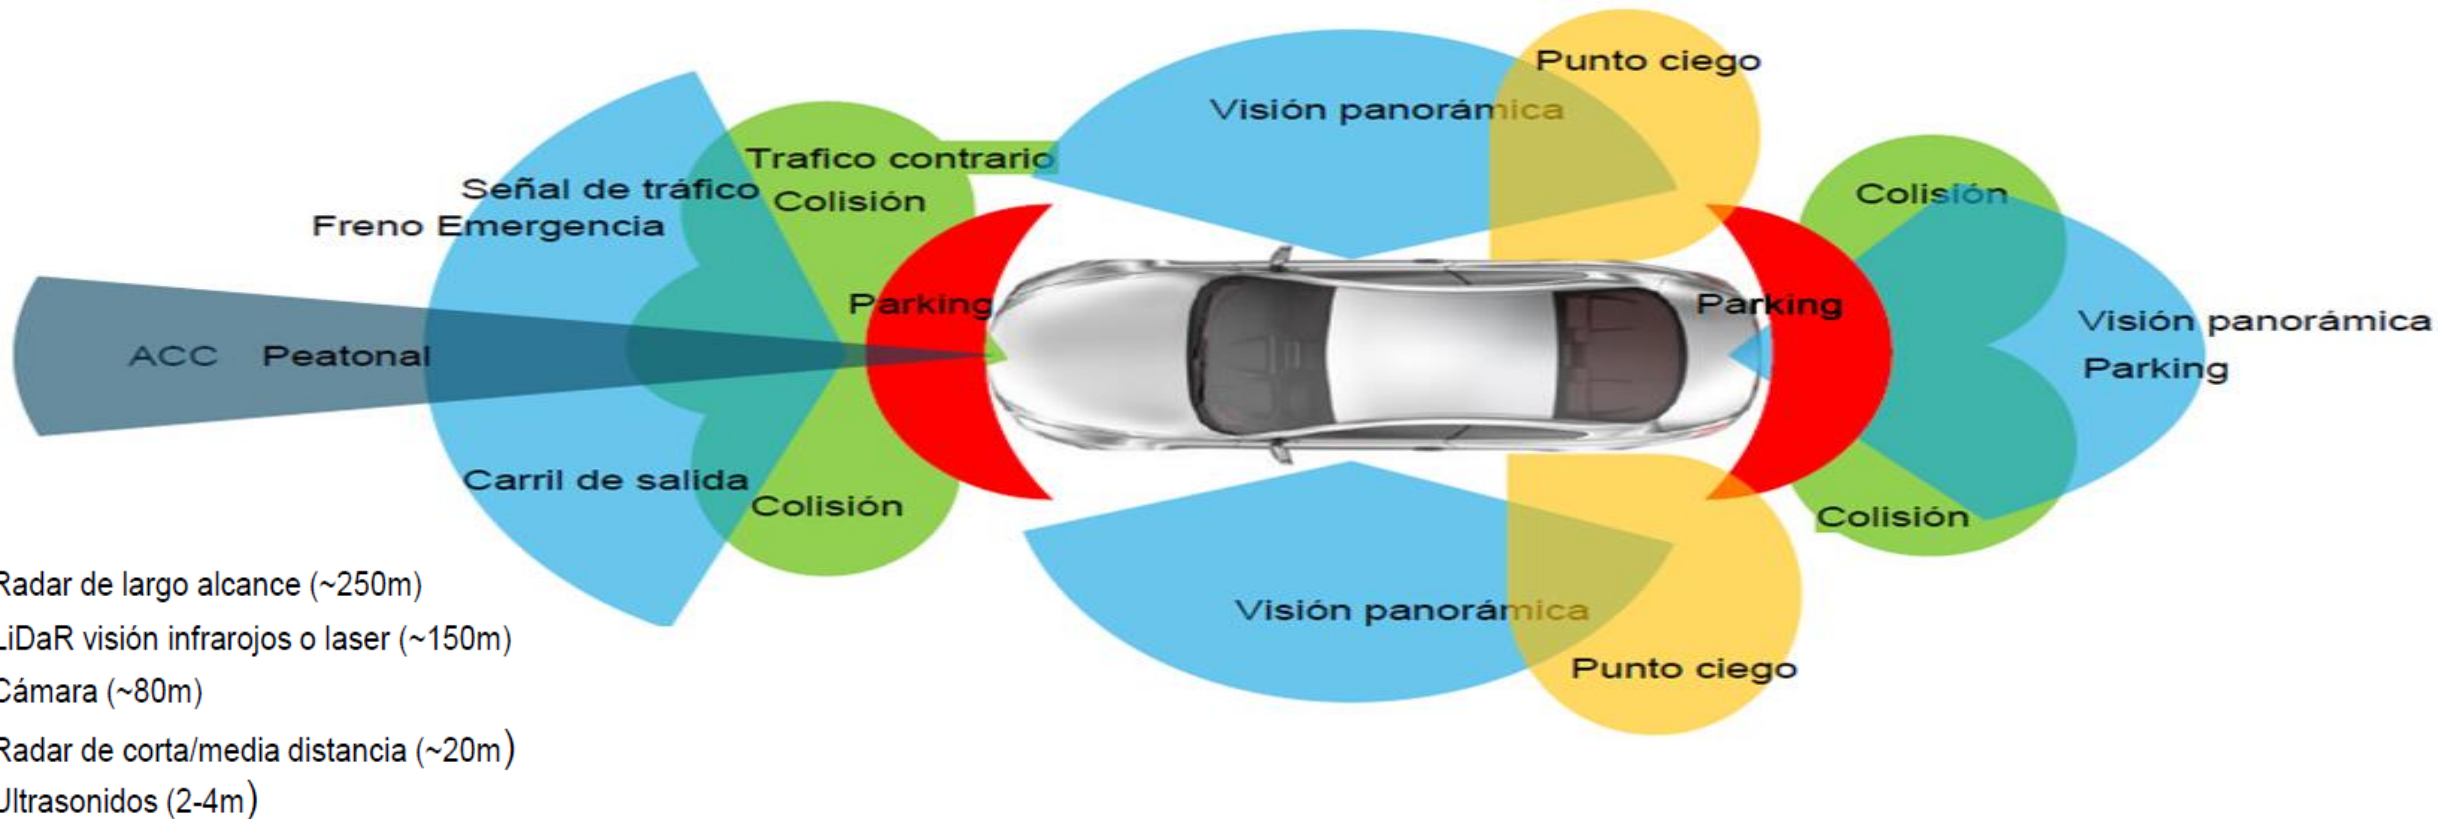 Punto ciego
Visión panorámica
Trafico contrario
Señal de tráfico
Colisión
Colisión
Freno Emergencia
Parking
Parking
Visión panorámica
ACC Peatonal
Parking
Carril de salida
Colisión
Colisión
Radar de largo alcance (~250m)
Visión panorámica
LiDaR visión infrarojos o laser (~150m)
Punto ciego
Cámara (~80m)
Radar de corta/media distancia (~20m)
Ultrasonidos (2-4m)